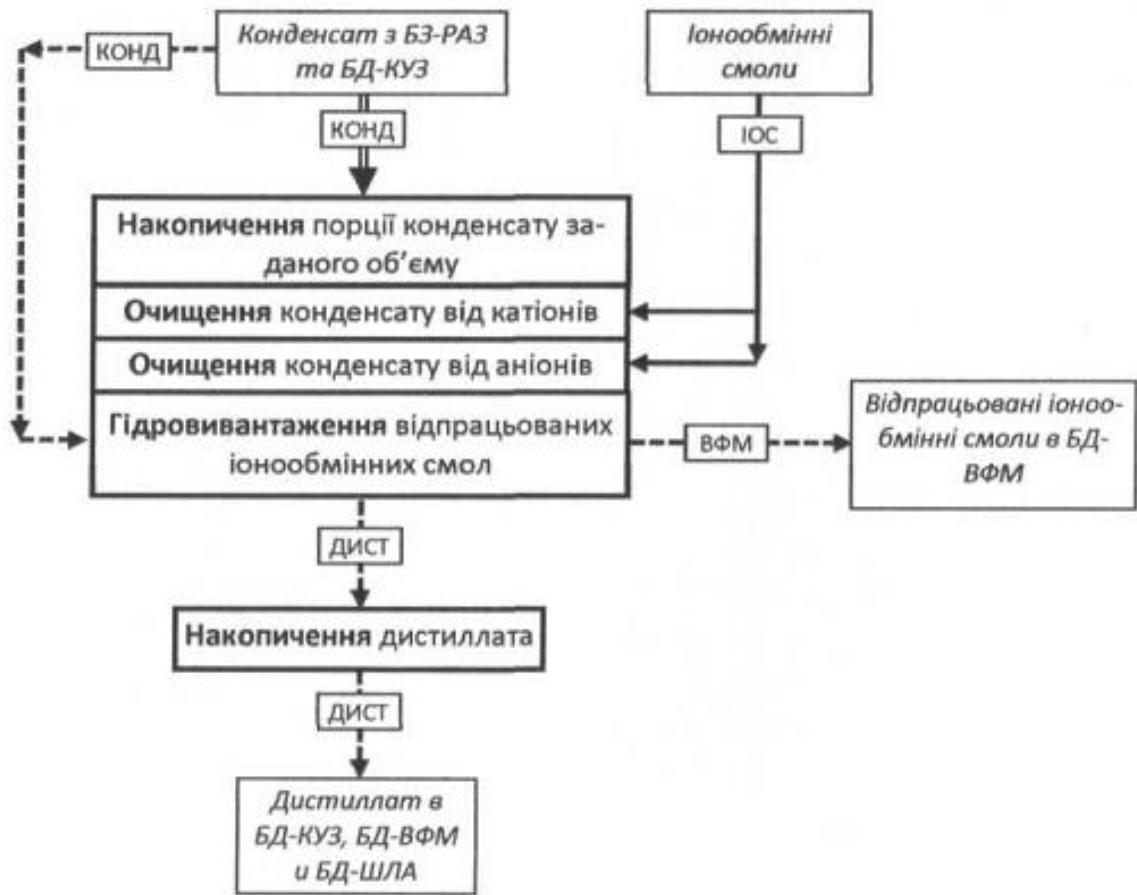 КОНД
Конденсат з БЗ-РАЗ
та БД-КУЗ
Іонообмінні
смоли
КОНД
ІОС
Накопичення порції конденсату за-
даного об’єму
Очищення конденсату від катіонів
Очищення конденсату від аніонів
Гідровивантаження відпрацьованих
іонообмінних смол
ВФМ
Відпрацьовані іоноо-
бмінні смоли в БД-
ВФМ
ДИСТ
Накопичення дистиллата
ДИСТ
Дистиллат в
БД-КУЗ, БД-ВФМ
и БД-ШЛА